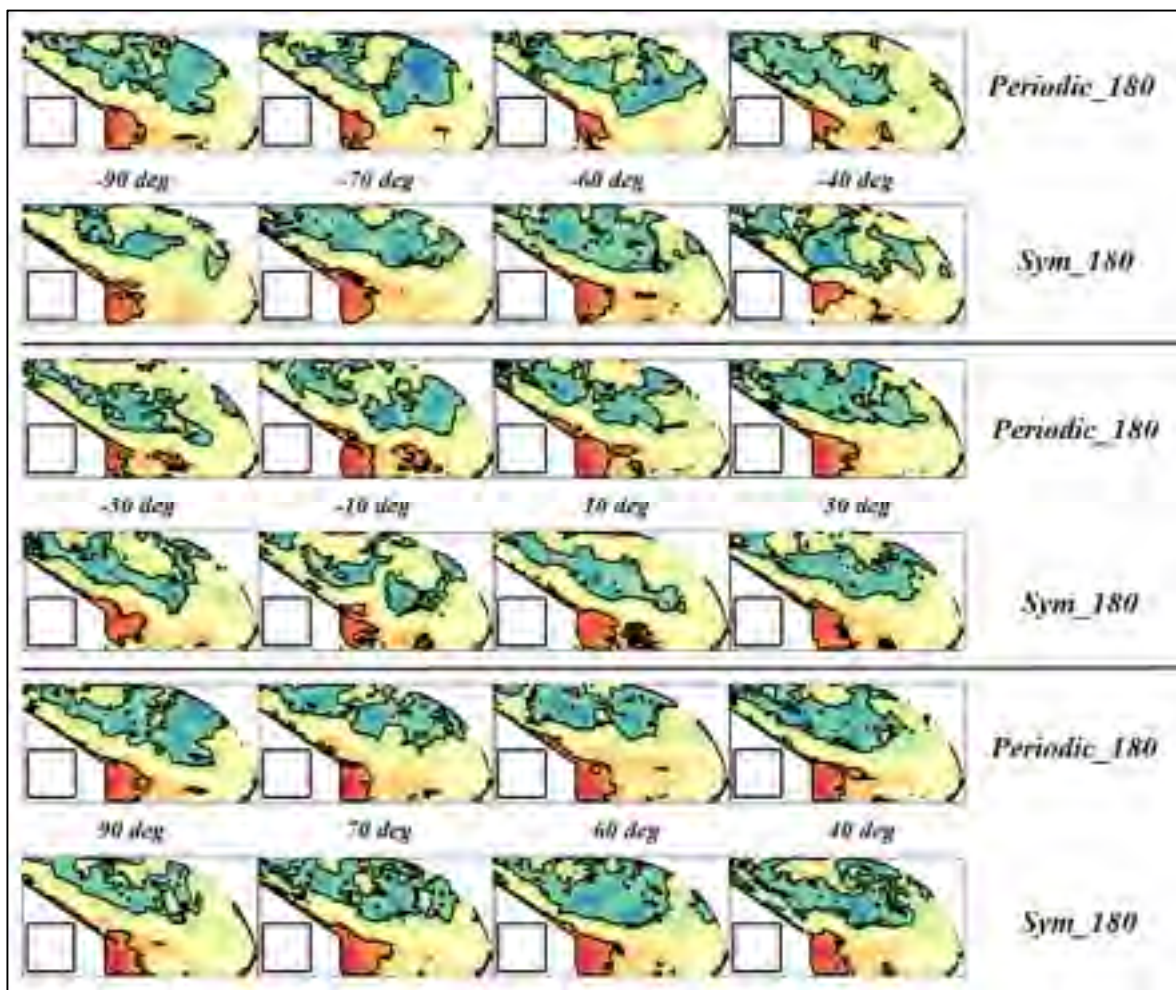 Periodic_180
-90 deg -70 deg -60 deg -40 deg
Sym_180
Periodic_180
-30 deg -10 deg 10 deg 30 deg
Sym_180
Periodic_180
90 deg 70 deg 60 deg 40 deg
Sym_180